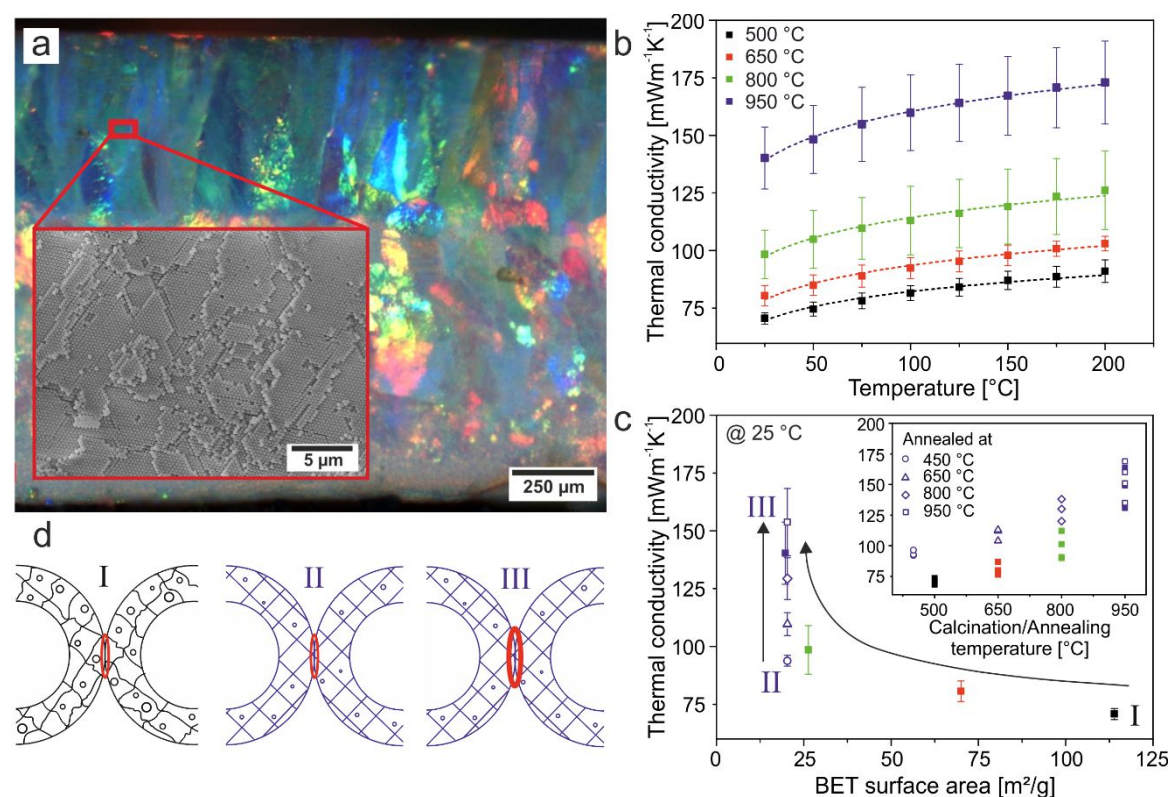 a
5 µm
250 µm
b
200
175
150
125
100
75
Thermal conductivity [mWm⁻¹K⁻¹]
500 °C
650 °C
800 °C
950 °C
0
50
100
150
200
Temperature [°C]
c
@ 25 °C
200
175
150
125
100
75
Thermal conductivity [mWm⁻¹K⁻¹]
III
II
I
Annealed at
450 °C
650 °C
800 °C
950 °C
200
175
150
125
100
75
500
650
800
950
Calcination/Annealing
temperature [°C]
0
25
50
75
100
125
BET surface area [m²/g]
d
I
II
III